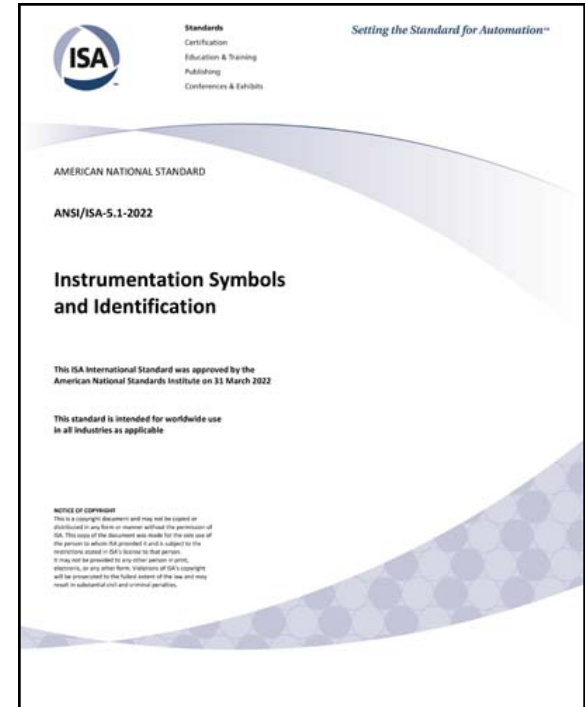 ISA
Standards
Certification
Education & Training
Publishing
Conferences & Exhibits
Setting the Standard for Automation™
AMERICAN NATIONAL STANDARD
ANSI/ISA-5.1-2022
Instrumentation Symbols
and Identification
This ISA International Standard was approved by the
American National Standards Institute on 31 March 2022
This standard is intended for worldwide use
in all industries as applicable
NOTICE OF COPYRIGHT
This is a copyright document and may not be copied or
distributed in any form or manner without the permission of
ISA. This copy of the document was made for the sole use of
the person to whom ISA provided it and is subject to the
restrictions stated in ISA's license to that person.
It may not be provided to any other person in print,
electronic, or any other form. Violations of ISA's copyright
will be prosecuted to the fullest extent of the law and may
result in substantial civil and criminal penalties.